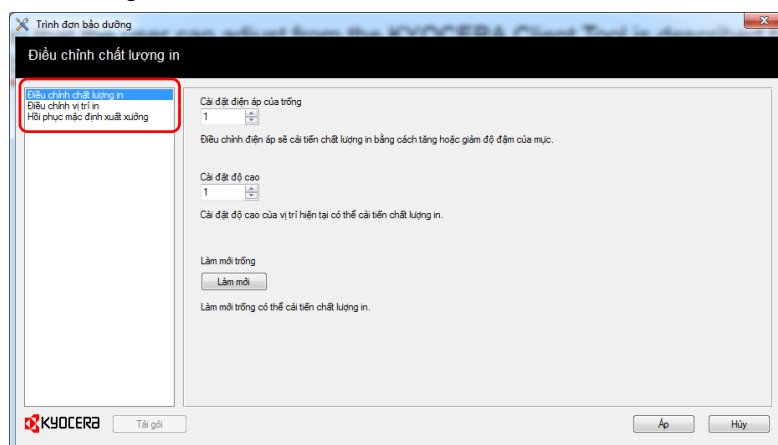 Trình đơn bảo dưỡng
Điều chỉnh chất lượng in
Điều chỉnh chất lượng in
Điều chỉnh vị trí in
Hồi phục mặc định xuất xưởng
Cài đặt điện áp của trống
1
Điều chỉnh điện áp sẽ cải tiến chất lượng in bằng cách tăng hoặc giảm độ đậm của mực.
Cài đặt độ cao
1
Cài đặt độ cao của vị trí hiện tại có thể cải tiến chất lượng in.
Làm mới trống
Làm mới
Làm mới trống có thể cải tiến chất lượng in.
KYOCERA
Tải gói
Áp
Hủy